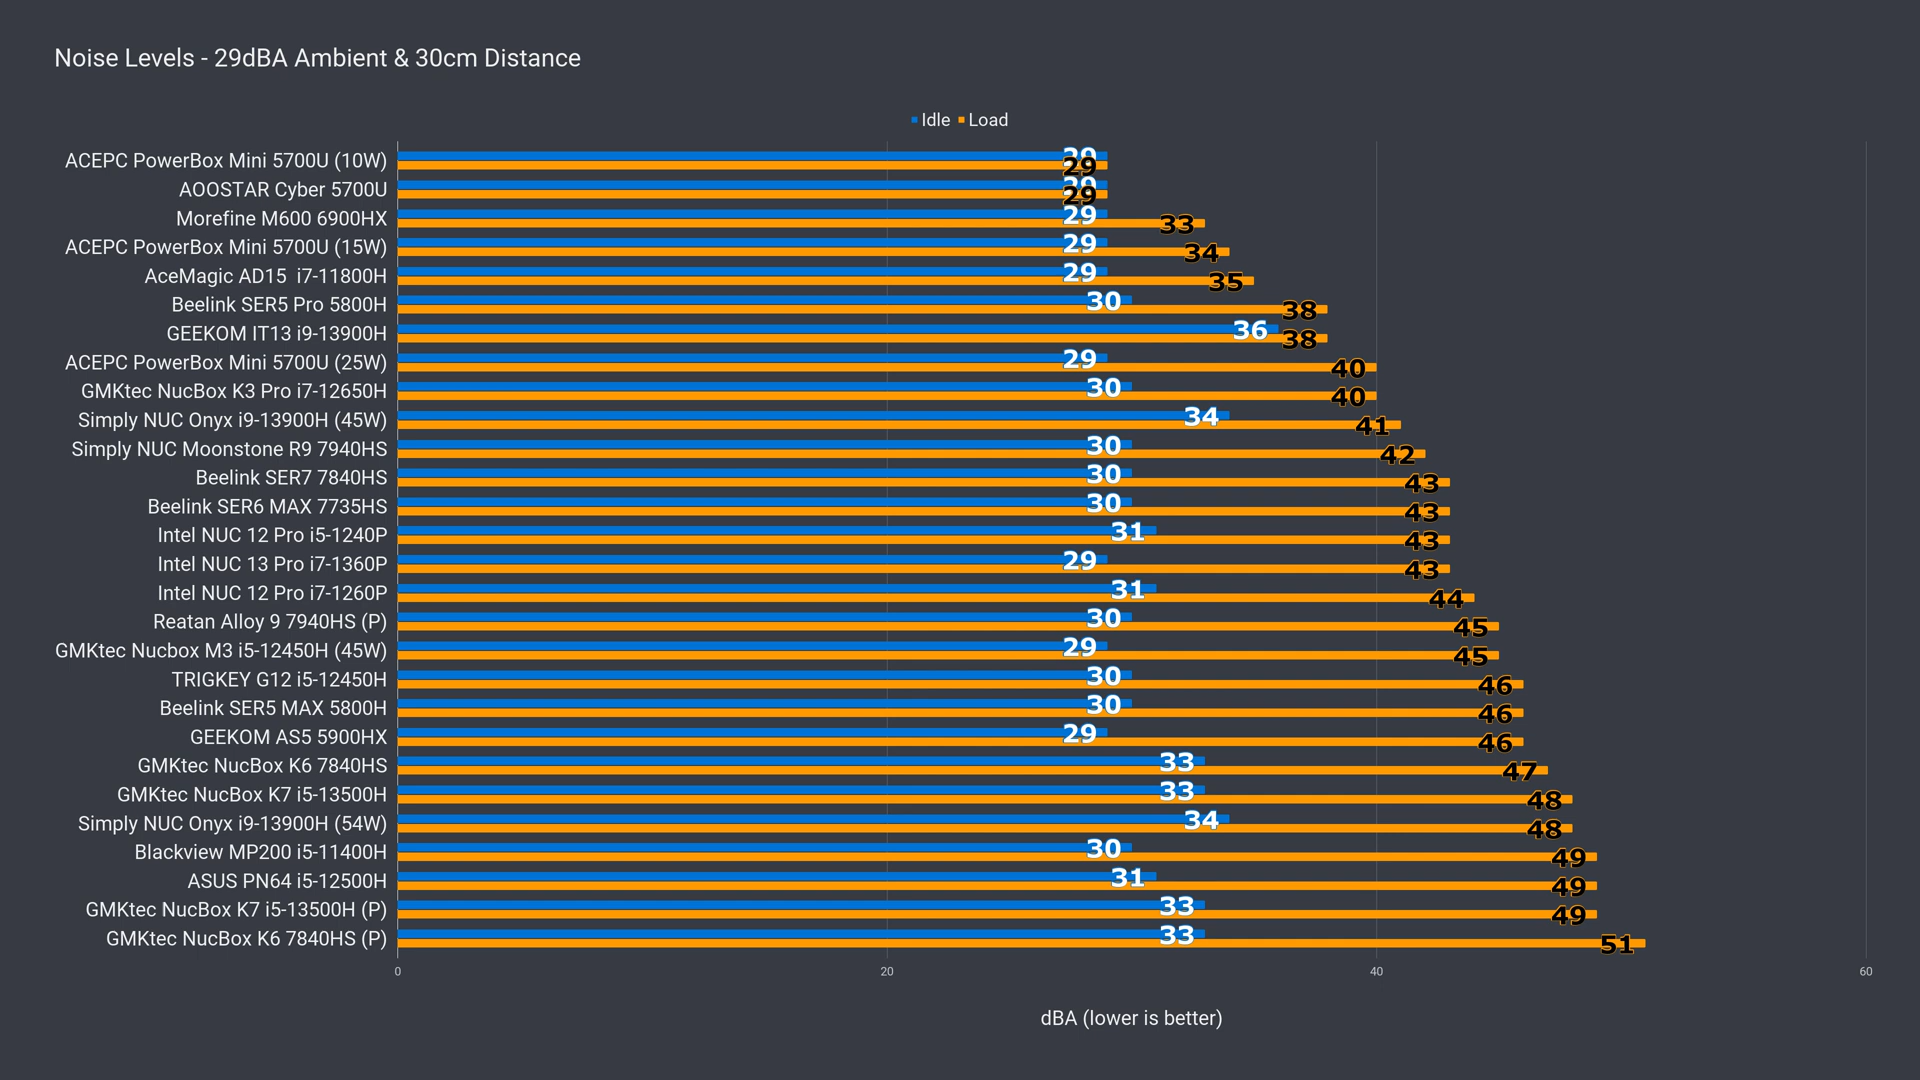 Noise Levels - 29dBA Ambient & 30cm Distance
Idle Load
ACEPC PowerBox Mini 5700U (10W) 29 29
AOOSTAR Cyber 5700U 29 29
Morefine M600 6900HX 29 33
ACEPC PowerBox Mini 5700U (15W) 29 34
AceMagic AD15 i7-11800H 29 35
Beelink SER5 Pro 5800H 30 38
GEEKOM IT13 i9-13900H 36 38
ACEPC PowerBox Mini 5700U (25W) 29 40
GMKtec NucBox K3 Pro i7-12650H 30 40
Simply NUC Onyx i9-13900H (45W) 34 41
Simply NUC Moonstone R9 7940HS 30 42
Beelink SER7 7840HS 30 43
Beelink SER6 MAX 7735HS 30 43
Intel NUC 12 Pro i5-1240P 31 43
Intel NUC 13 Pro i7-1360P 29 43
Intel NUC 12 Pro i7-1260P 31 44
Reatan Alloy 9 7940HS (P) 30 45
GMKtec Nucbox M3 i5-12450H (45W) 29 45
TRIGKEY G12 i5-12450H 30 46
Beelink SER5 MAX 5800H 30 46
GEEKOM AS5 5900HX 29 46
GMKtec NucBox K6 7840HS 33 47
GMKtec NucBox K7 i5-13500H 33 48
Simply NUC Onyx i9-13900H (54W) 34 48
Blackview MP200 i5-11400H 30 49
ASUS PN64 i5-12500H 31 49
GMKtec NucBox K7 i5-13500H (P) 33 49
GMKtec NucBox K6 7840HS (P) 33 51
0 20 40 60
dBA (lower is better)